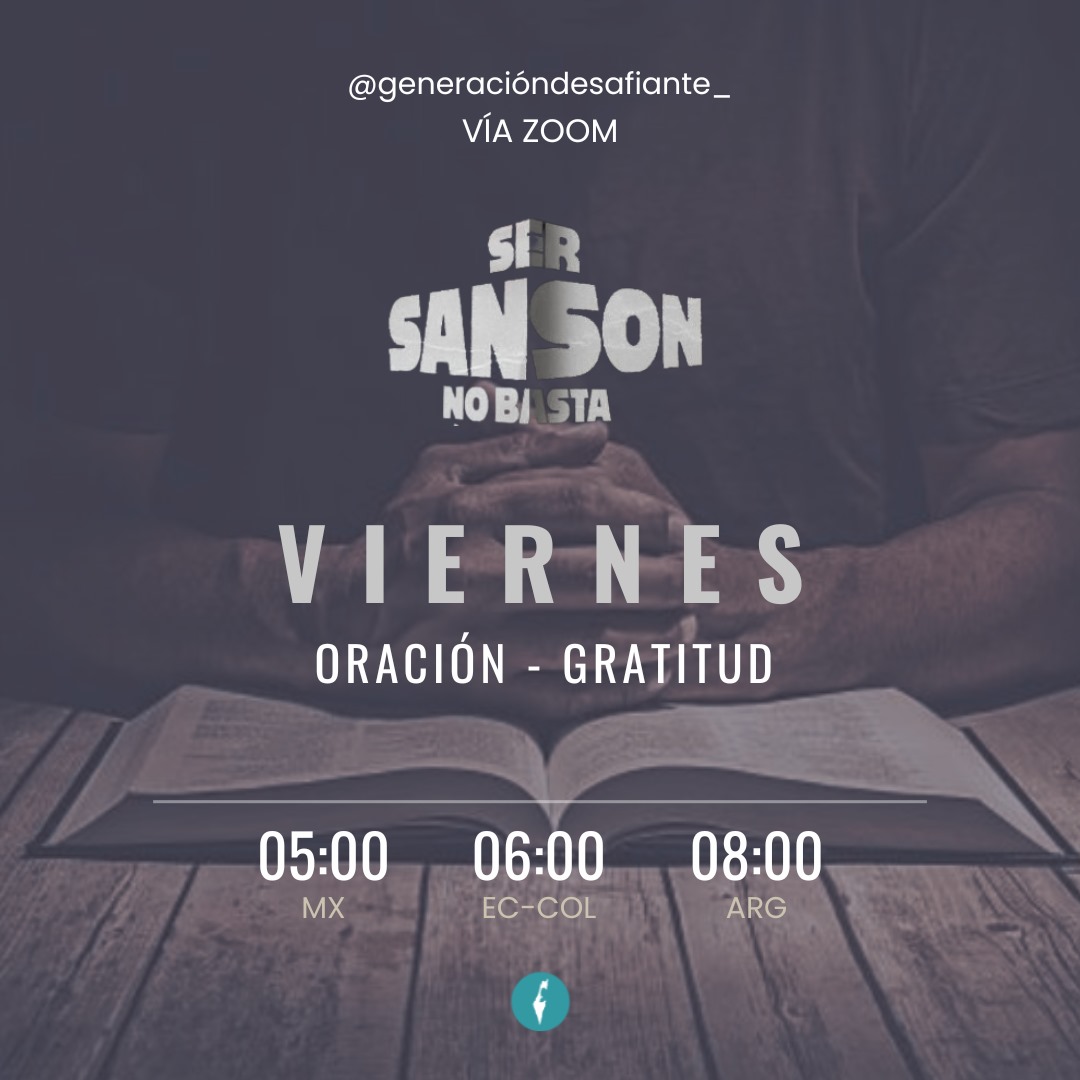 @generacióndesafiante_
VÍA ZOOM
SER
SANSON
NO BASTA
VIERNES
ORACIÓN - GRATITUD
05:00 06:00 08:00
MX EC-COL ARG